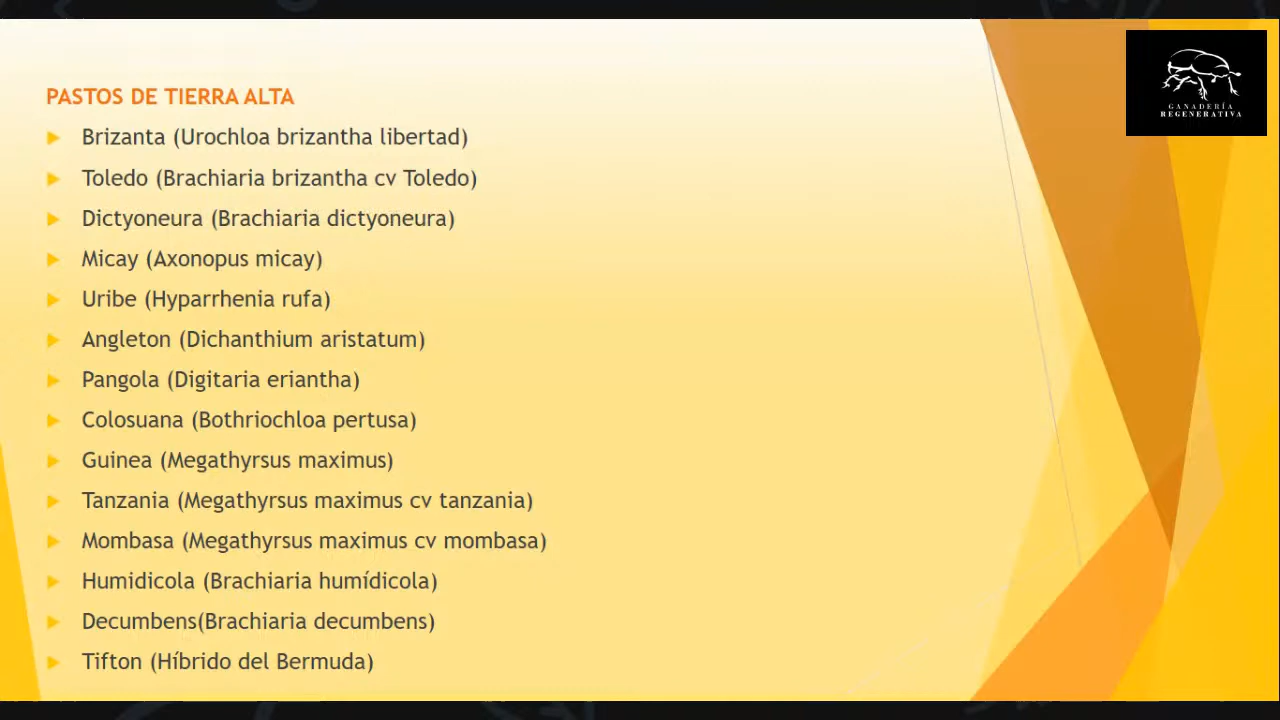 PASTOS DE TIERRA ALTA
Brizanta (Urochloa brizantha libertad)
Toledo (Brachiaria brizantha cv Toledo)
Dictyoneura (Brachiaria dictyoneura)
Micay (Axonopus micay)
Uribe (Hyparrhenia rufa)
Angleton (Dichanthium aristatum)
Pangola (Digitaria eriantha)
Colosuana (Bothriochloa pertusa)
Guinea (Megathyrsus maximus)
Tanzania (Megathyrsus maximus cv tanzania)
Mombasa (Megathyrsus maximus cv mombasa)
Humidicola (Brachiaria humídicola)
Decumbens(Brachiaria decumbens)
Tifton (Híbrido del Bermuda)
GANADERÍA
REGENERATIVA